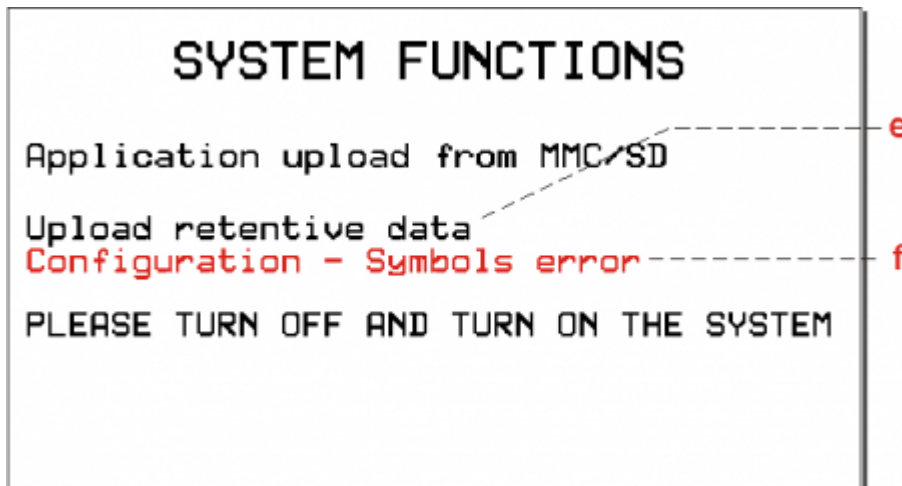 SYSTEM FUNCTIONS
Application upload from MMC/SD
e
Upload retentive data
Configuration - Symbols error
f
PLEASE TURN OFF AND TURN ON THE SYSTEM